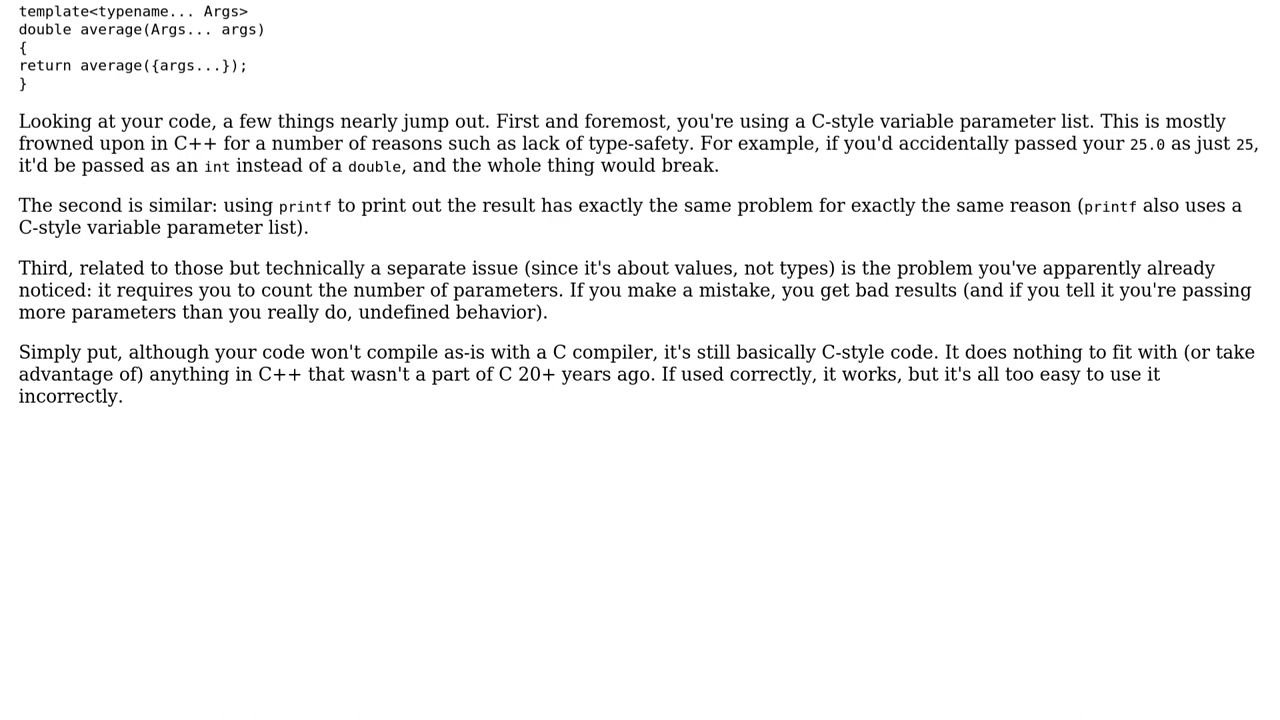 template<typename... Args>
double average(Args... args)
{
return average({args...});
}
Looking at your code, a few things nearly jump out. First and foremost, you're using a C-style variable parameter list. This is mostly
frowned upon in C++ for a number of reasons such as lack of type-safety. For example, if you'd accidentally passed your 25.0 as just 25,
it'd be passed as an int instead of a double, and the whole thing would break.
The second is similar: using printf to print out the result has exactly the same problem for exactly the same reason (printf also uses a
C-style variable parameter list).
Third, related to those but technically a separate issue (since it's about values, not types) is the problem you've apparently already
noticed: it requires you to count the number of parameters. If you make a mistake, you get bad results (and if you tell it you're passing
more parameters than you really do, undefined behavior).
Simply put, although your code won't compile as-is with a C compiler, it's still basically C-style code. It does nothing to fit with (or take
advantage of) anything in C++ that wasn't a part of C 20+ years ago. If used correctly, it works, but it's all too easy to use it
incorrectly.